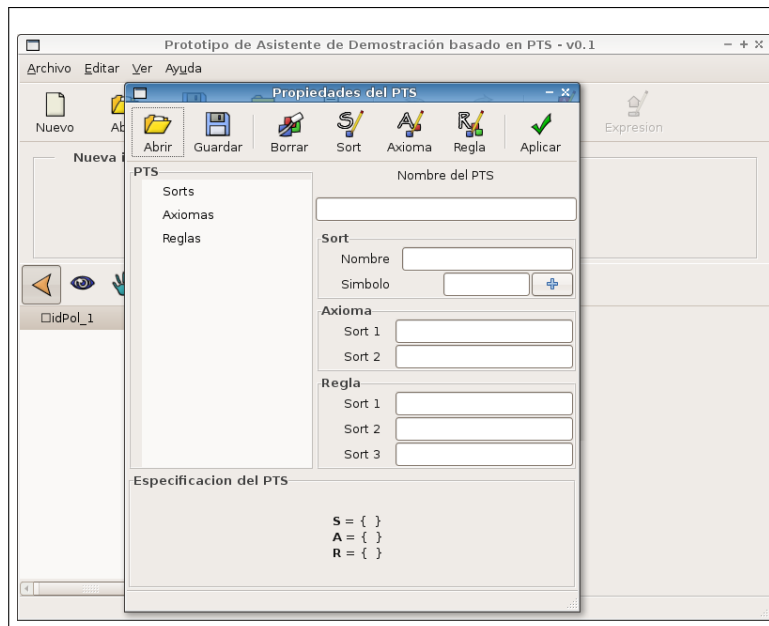 Prototipo de Asistente de Demostración basado en PTS - v0.1
Archivo Editar Ver Ayuda
Propiedades del PTS
Nuevo
Expresion
Abrir Guardar Borrar Sort Axioma Regla Aplicar
Nueva
PTS
Nombre del PTS
Sorts
Axiomas
Reglas
Sort
Nombre
Simbolo
Axioma
Sort 1
Sort 2
Regla
Sort 1
Sort 2
Sort 3
idPol_1
Especificacion del PTS
S = { }
A = { }
R = { }